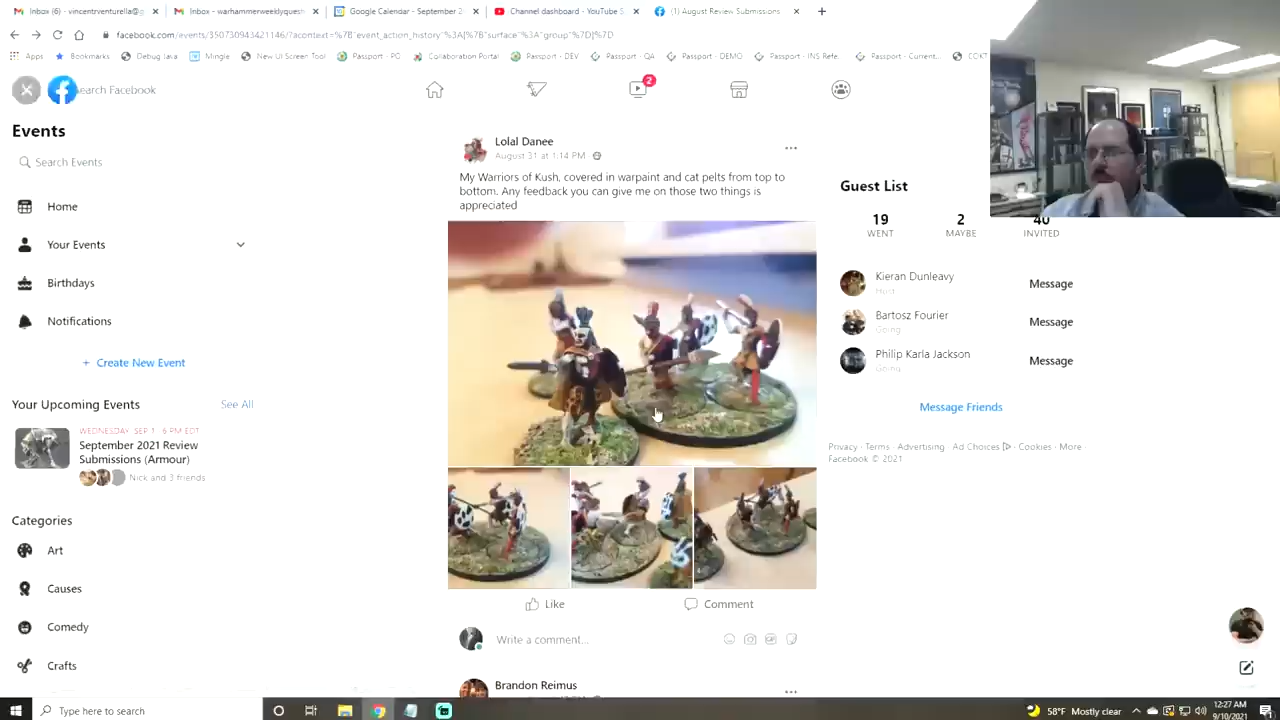 Inbox (6) - vincentrventurella@g
Inbox - warhammerweeklyquest
Google Calendar - September 2
Channel dashboard - YouTube S
(1) August Review Submissions
Apps
Bookmarks
Debug Java
Mingle
New UI Screen Tool
Passport - PG
Collaboration Portal
Passport - DEV
Passport - QA
Passport - DEMO
Passport - INS Refe
Passport - Current...
2
Search Facebook
Events
Search Events
Home
Your Events
Birthdays
Notifications
+ Create New Event
Your Upcoming Events
See All
WEDNESDAY, SEP 1, 6 PM EDT
September 2021 Review
Submissions (Armour)
Nick and 3 friends
Categories
Art
Causes
Comedy
Crafts
Lolal Danee
August 31 at 1:14 PM
My Warriors of Kush, covered in warpaint and cat pelts from top to
bottom. Any feedback you can give me on those two things is
appreciated
Like
Comment
Write a comment...
Brandon Reimus
Guest List
19
WENT
2
MAYBE
40
INVITED
Kieran Dunleavy
Host
Message
Bartosz Fourier
Going
Message
Philip Karla Jackson
Going
Message
Message Friends
Privacy · Terms · Advertising · Ad Choices · Cookies · More ·
Facebook © 2021
Type here to search
58°F Mostly clear
12:27 AM
9/10/2021